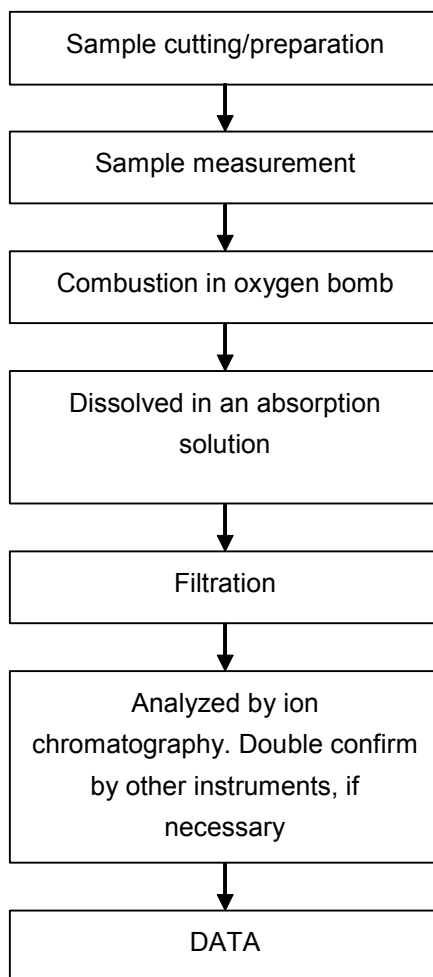 Sample cutting/preparation
Sample measurement
Combustion in oxygen bomb
Dissolved in an absorption
solution
Filtration
Analyzed by ion
chromatography. Double confirm
by other instruments, if
necessary
DATA